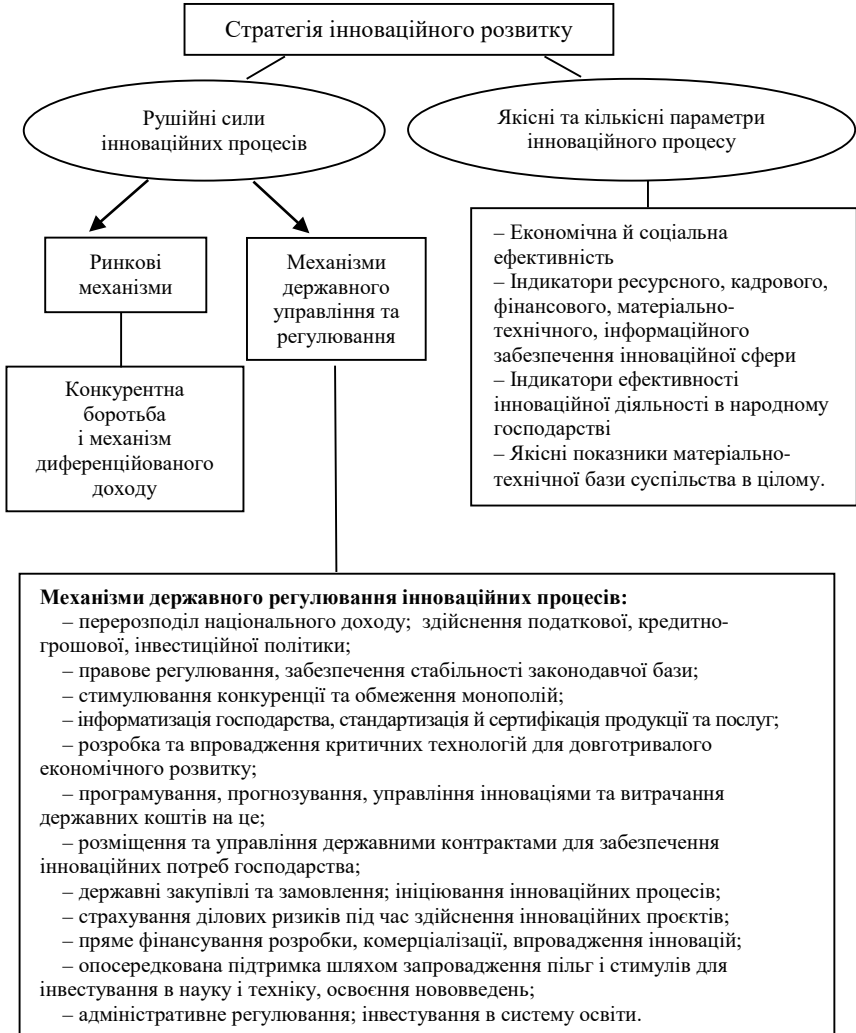 Стратегія інноваційного розвитку
Рушійні сили
інноваційних процесів
Якісні та кількісні параметри
інноваційного процесу
Ринкові
механізми
Механізми
державного
управління та
регулювання
– Економічна й соціальна
ефективність
– Індикатори ресурсного, кадрового,
фінансового, матеріально-
технічного, інформаційного
забезпечення інноваційної сфери
– Індикатори ефективності
інноваційної діяльності в народному
господарстві
– Якісні показники матеріально-
технічної бази суспільства в цілому.
Конкурентна
боротьба
і механізм
диференційованого
доходу
Механізми державного регулювання інноваційних процесів:
– перерозподіл національного доходу; здійснення податкової, кредитно-
грошової, інвестиційної політики;
– правове регулювання, забезпечення стабільності законодавчої бази;
– стимулювання конкуренції та обмеження монополій;
– інформатизація господарства, стандартизація й сертифікація продукції та послуг;
– розробка та впровадження критичних технологій для довготривалого
економічного розвитку;
– програмування, прогнозування, управління інноваціями та витрачання
державних коштів на це;
– розміщення та управління державними контрактами для забезпечення
інноваційних потреб господарства;
– державні закупівлі та замовлення; ініціювання інноваційних процесів;
– страхування ділових ризиків під час здійснення інноваційних проєктів;
– пряме фінансування розробки, комерціалізації, впровадження інновацій;
– опосередкована підтримка шляхом запровадження пільг і стимулів для
інвестування в науку і техніку, освоєння нововведень;
– адміністративне регулювання; інвестування в систему освіти.